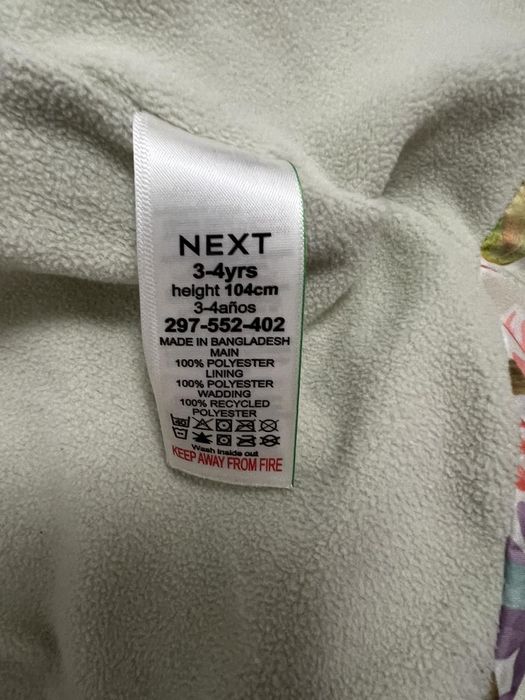 NEXT
3-4yrs
height 104cm
3-4años
297-552-402
MADE IN BANGLADESH
MAIN
100% POLYESTER
LINING
100% POLYESTER
WADDING
100% RECYCLED
POLYESTER
40
Wash inside out
KEEP AWAY FROM FIRE